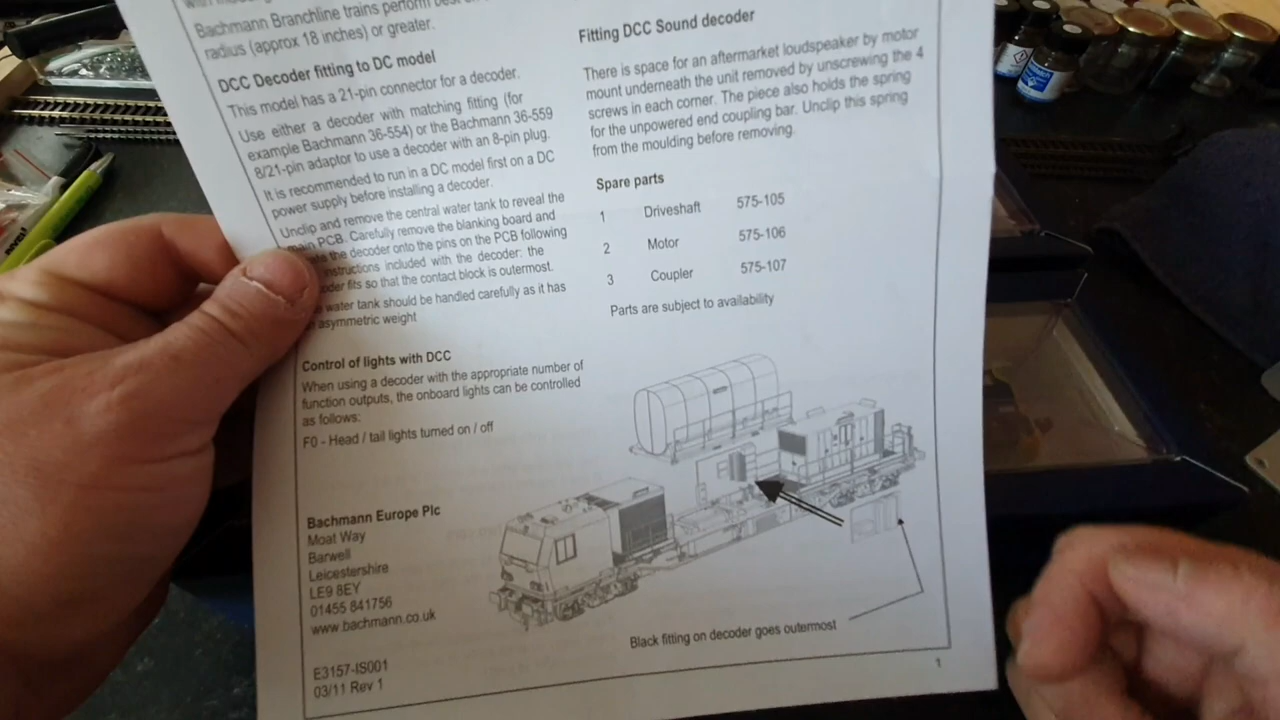 Bachmann Branchline trains perform best on
radius (approx 18 inches) or greater.
DCC Decoder fitting to DC model
This model has a 21-pin connector for a decoder.
Use either a decoder with matching fitting (for
example Bachmann 36-554) or the Bachmann 36-559
8/21-pin adaptor to use a decoder with an 8-pin plug.
It is recommended to run in a DC model first on a DC
power supply before installing a decoder.
Unclip and remove the central water tank to reveal the
main PCB. Carefully remove the blanking board and
the decoder onto the pins on the PCB following
instructions included with the decoder: the
fits so that the contact block is outermost.
water tank should be handled carefully as it has
asymmetric weight
Control of lights with DCC
When using a decoder with the appropriate number of
function outputs, the onboard lights can be controlled
as follows:
F0 - Head / tail lights turned on / off
Bachmann Europe Plc
Moat Way
Barwell
Leicestershire
LE9 8EY
01455 841756
www.bachmann.co.uk
E3157-IS001
03/11 Rev 1
Fitting DCC Sound decoder
There is space for an aftermarket loudspeaker by motor
mount underneath the unit removed by unscrewing the 4
screws in each corner. The piece also holds the spring
for the unpowered end coupling bar. Unclip this spring
from the moulding before removing.
Spare parts
1 Driveshaft 575-105
2 Motor 575-106
3 Coupler 575-107
Parts are subject to availability
Black fitting on decoder goes outermost
1